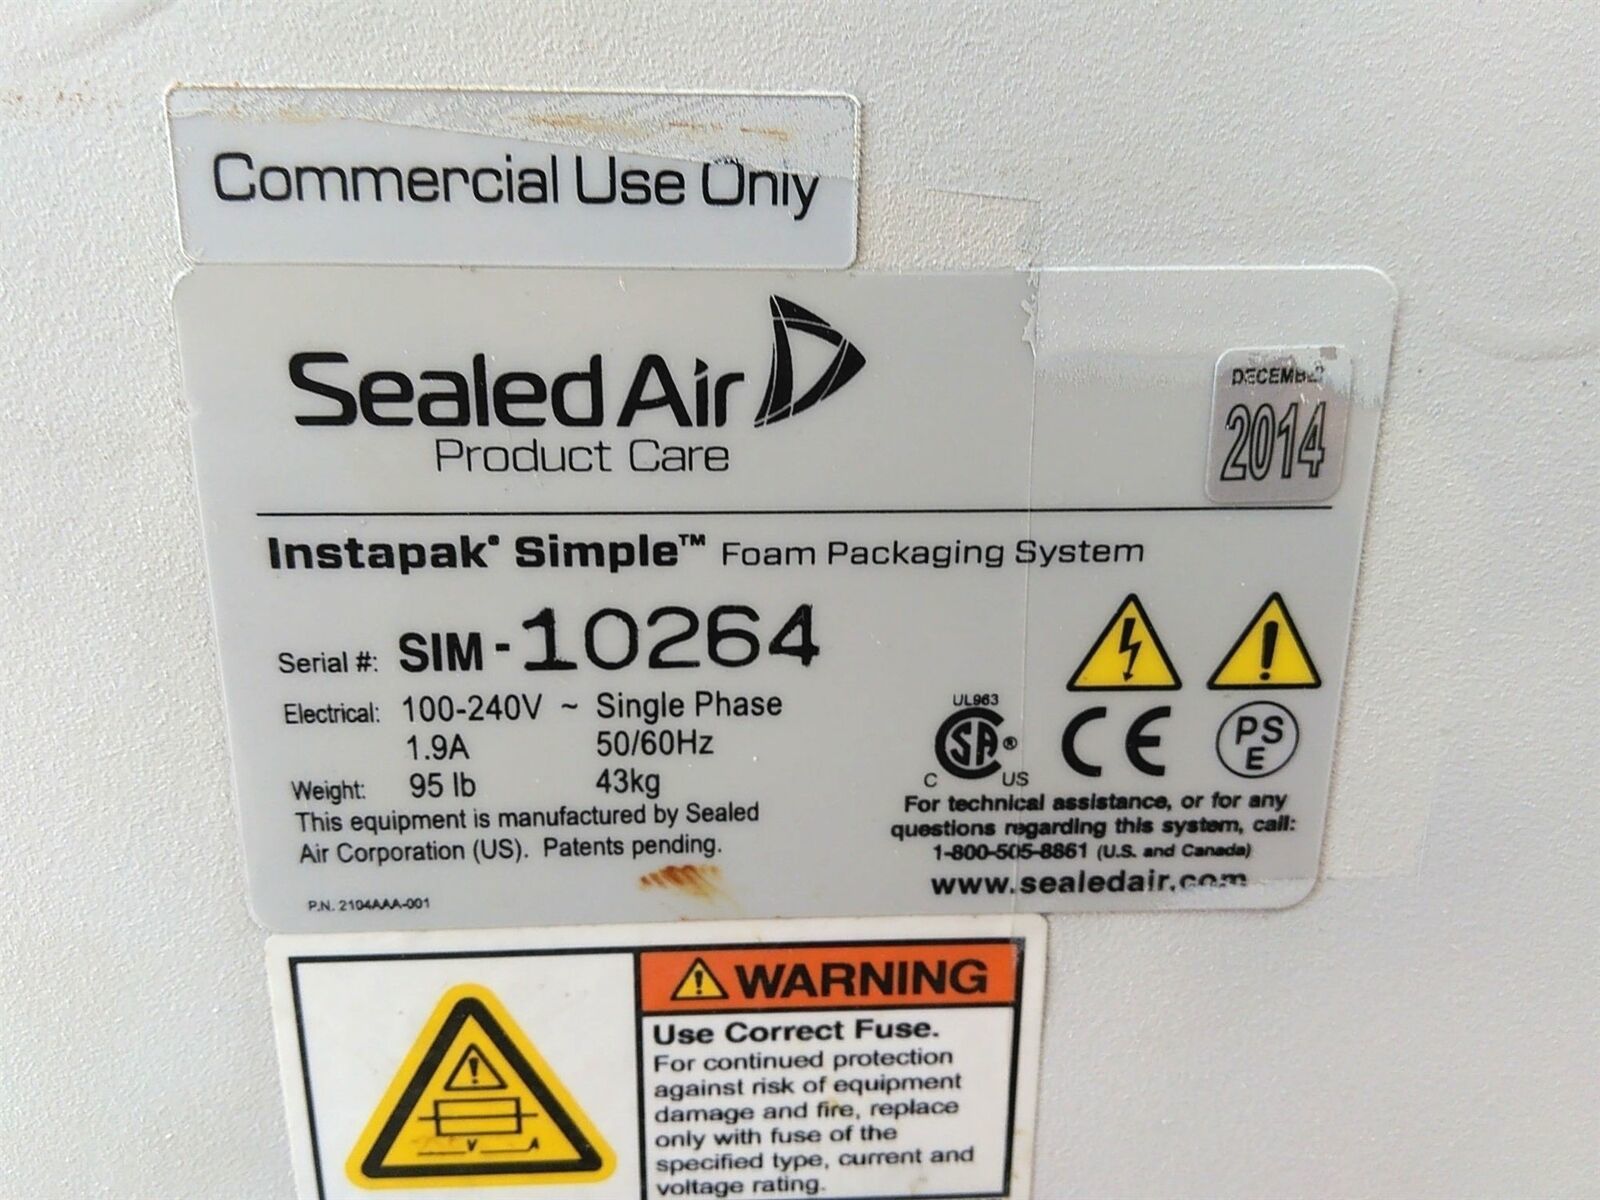 Commercial Use Only
Sealed Air
Product Care
DECEMBER
2014
Instapak® Simple™ Foam Packaging System
Serial #: SIM-10264
Electrical: 100-240V ~ Single Phase
1.9A 50/60Hz
Weight: 95 lb 43kg
This equipment is manufactured by Sealed
Air Corporation (US). Patents pending.
P.N. 2104AAA-001
UL963
C SA® US
CE
PS
E
For technical assistance, or for any
questions regarding this system, call:
1-800-505-8861 (U.S. and Canada)
www.sealedair.com
WARNING
Use Correct Fuse.
For continued protection
against risk of equipment
damage and fire, replace
only with fuse of the
specified type, current and
voltage rating.
V A